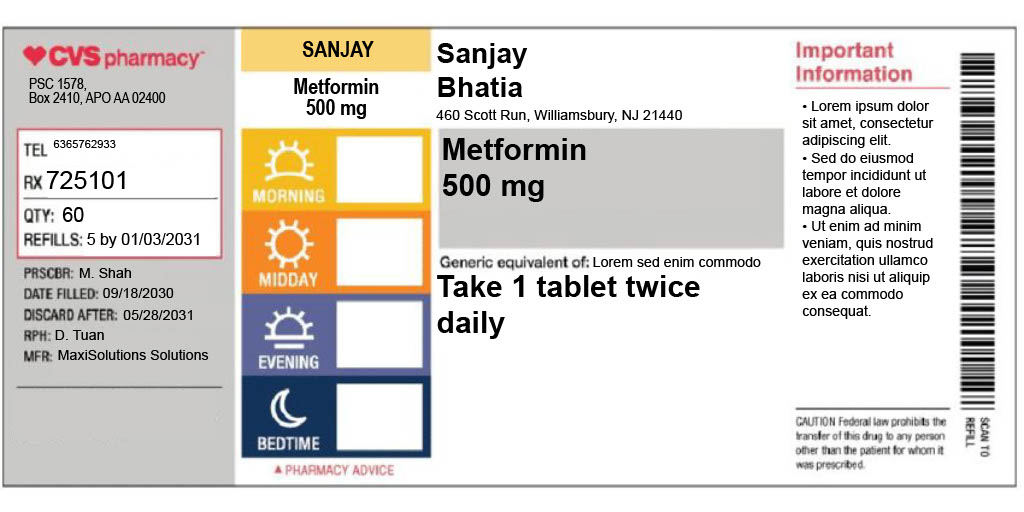 CVS pharmacy
PSC 1578,
Box 2410, APO AA 02400
TEL 6365762933
RX 725101
QTY: 60
REFILLS: 5 by 01/03/2031
PRSCBR: M. Shah
DATE FILLED: 09/18/2030
DISCARD AFTER: 05/28/2031
RPH: D. Tuan
MFR: MaxiSolutions Solutions
SANJAY
Metformin
500 mg
MORNING
MIDDAY
EVENING
BEDTIME
▲ PHARMACY ADVICE
Sanjay
Bhatia
460 Scott Run, Williamsbury, NJ 21440
Metformin
500 mg
Generic equivalent of: Lorem sed enim commodo
Take 1 tablet twice
daily
Important
Information
• Lorem ipsum dolor
sit amet, consectetur
adipiscing elit.
• Sed do eiusmod
tempor incididunt ut
labore et dolore
magna aliqua.
• Ut enim ad minim
veniam, quis nostrud
exercitation ullamco
laboris nisi ut aliquip
ex ea commodo
consequat.
CAUTION Federal law prohibits the
transfer of this drug to any person
other than the patient for whom it
was prescribed.
SCAN TO
REFILL